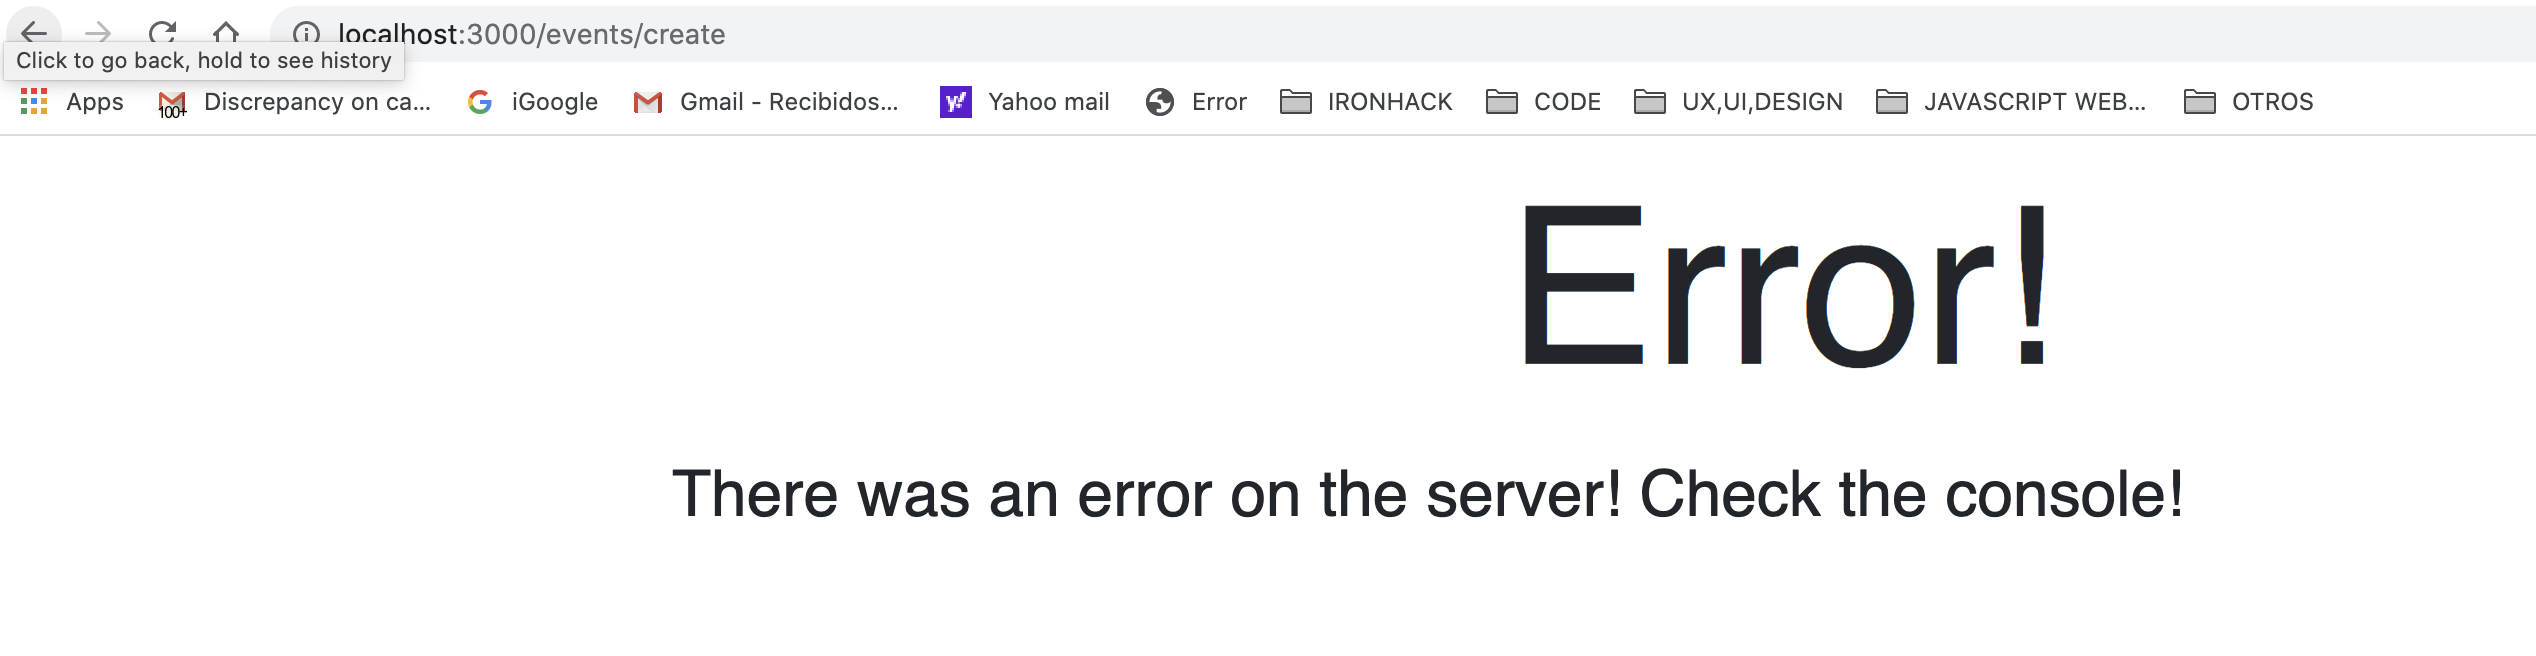 localhost:3000/events/create
Click to go back, hold to see history
Apps 100+ Discrepancy on ca... G iGoogle Gmail - Recibidos... y! Yahoo mail Error IRONHACK CODE UX,UI,DESIGN JAVASCRIPT WEB... OTROS
Error!
There was an error on the server! Check the console!